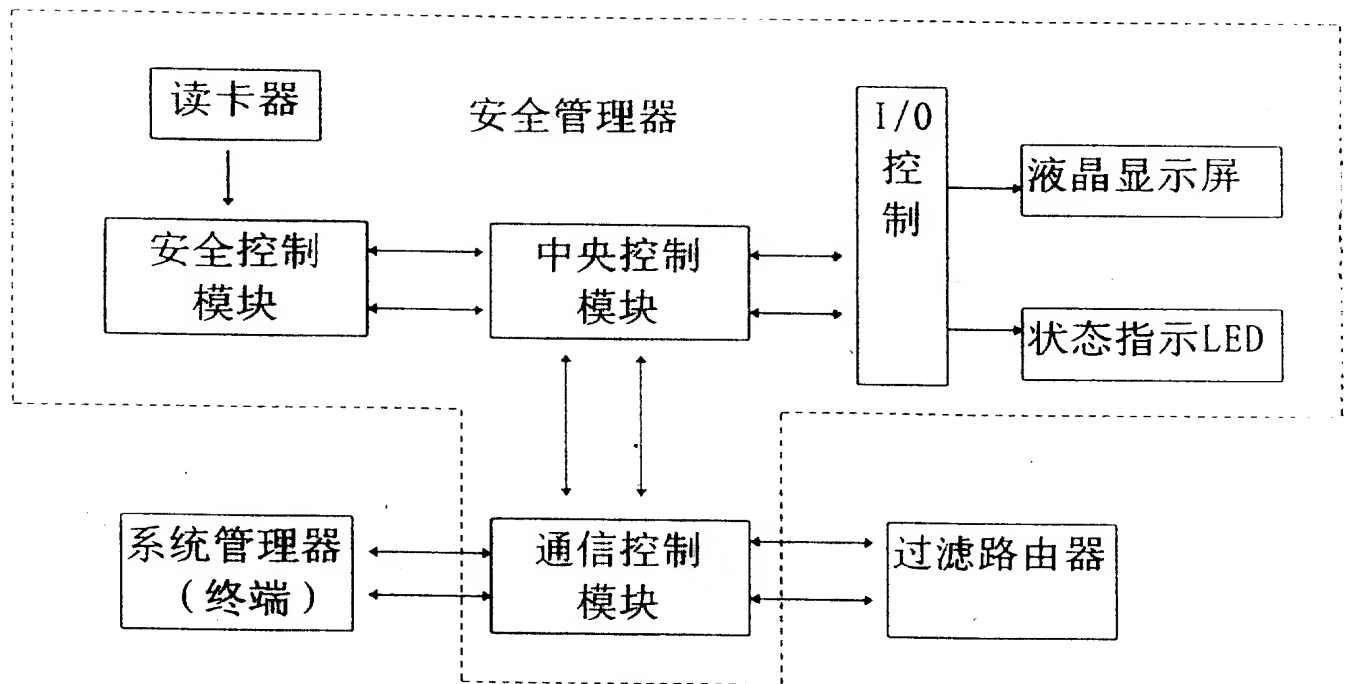 读卡器
安全管理器
I/O
控
制
液晶显示屏
安全控制
模块
中央控制
模块
状态指示LED
系统管理器
(终端)
通信控制
模块
过滤路由器